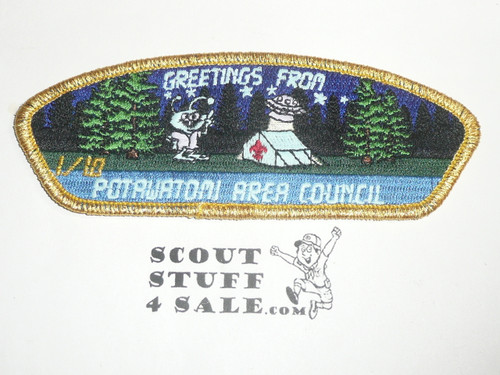 GREETINGS FROM
1/10
POTAWATOMI AREA COUNCIL
SCOUT
STUFF
4 SALE.COM